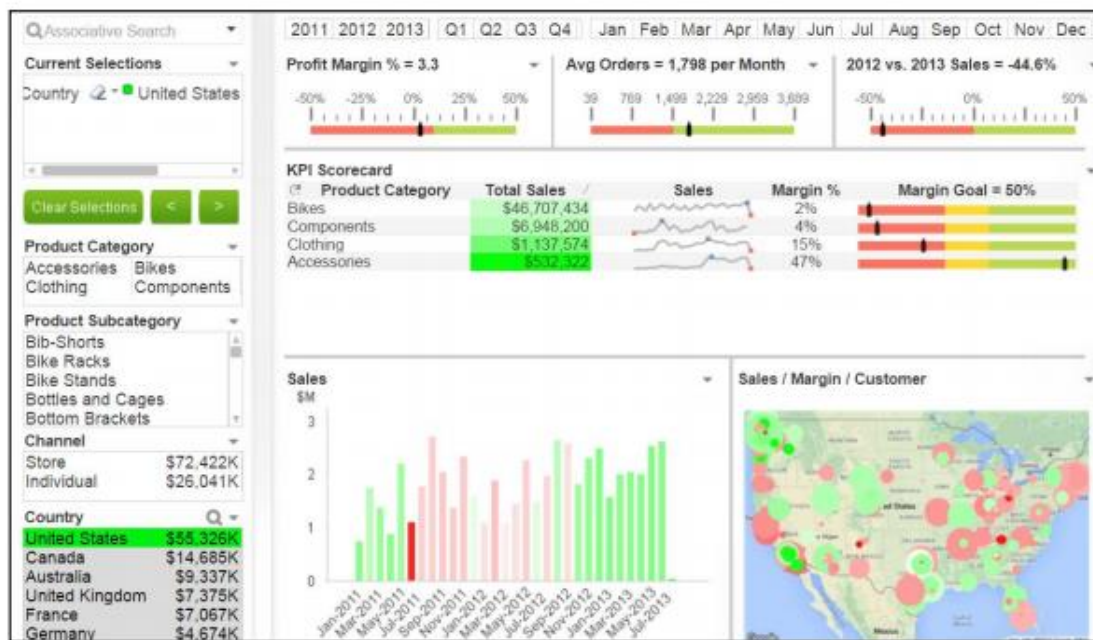 Associative Search
2011 2012 2013 Q1 Q2 Q3 Q4 Jan Feb Mar Apr May Jun Jul Aug Sep Oct Nov Dec
Current Selections
Country United States
Clear Selections < >
Product Category
Accessories Bikes
Clothing Components
Product Subcategory
Bib-Shorts
Bike Racks
Bike Stands
Bottles and Cages
Bottom Brackets
Channel
Store $72,422K
Individual $26,041K
Country
United States $55,326K
Canada $14,685K
Australia $9,337K
United Kingdom $7,375K
France $7,067K
Germany $4,674K
Profit Margin % = 3.3
-50% -25% 0% 25% 50%
Avg Orders = 1,798 per Month
39 769 1,499 2,229 2,959 3,689
2012 vs. 2013 Sales = -44.6%
-50% 0% 50%
KPI Scorecard
Product Category Total Sales Sales Margin % Margin Goal = 50%
Bikes $46,707,434 2%
Components $6,948,200 4%
Clothing $1,137,574 15%
Accessories $532,322 47%
Sales
$M
3
2
1
0
Jan-2011 Mar-2011 May-2011 Jul-2011 Sep-2011 Nov-2011 Jan-2012 Mar-2012 May-2012 Jul-2012 Sep-2012 Nov-2012 Jan-2013 Mar-2013 May-2013 Jul-2013
Sales / Margin / Customer
ed States
Mexico